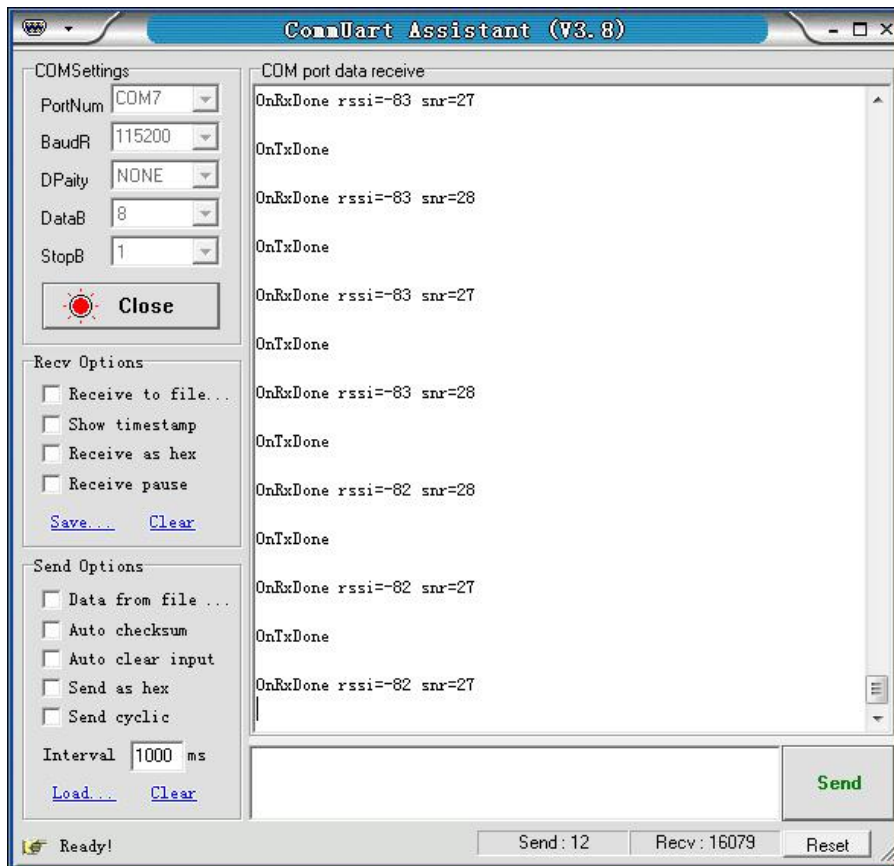 CommUart Assistant (V3.8)
COMSettings
PortNum COM7
BaudR 115200
DPaity NONE
DataB 8
StopB 1
Close
Recv Options
Receive to file...
Show timestamp
Receive as hex
Receive pause
Save... Clear
Send Options
Data from file ...
Auto checksum
Auto clear input
Send as hex
Send cyclic
Interval 1000 ms
Load... Clear
COM port data receive
OnRxDone rssi=-83 snr=27
OnTxDone
OnRxDone rssi=-83 snr=28
OnTxDone
OnRxDone rssi=-83 snr=27
OnTxDone
OnRxDone rssi=-83 snr=28
OnTxDone
OnRxDone rssi=-82 snr=28
OnTxDone
OnRxDone rssi=-82 snr=27
OnTxDone
OnRxDone rssi=-82 snr=27
Send
Ready!
Send : 12
Recv : 16079
Reset